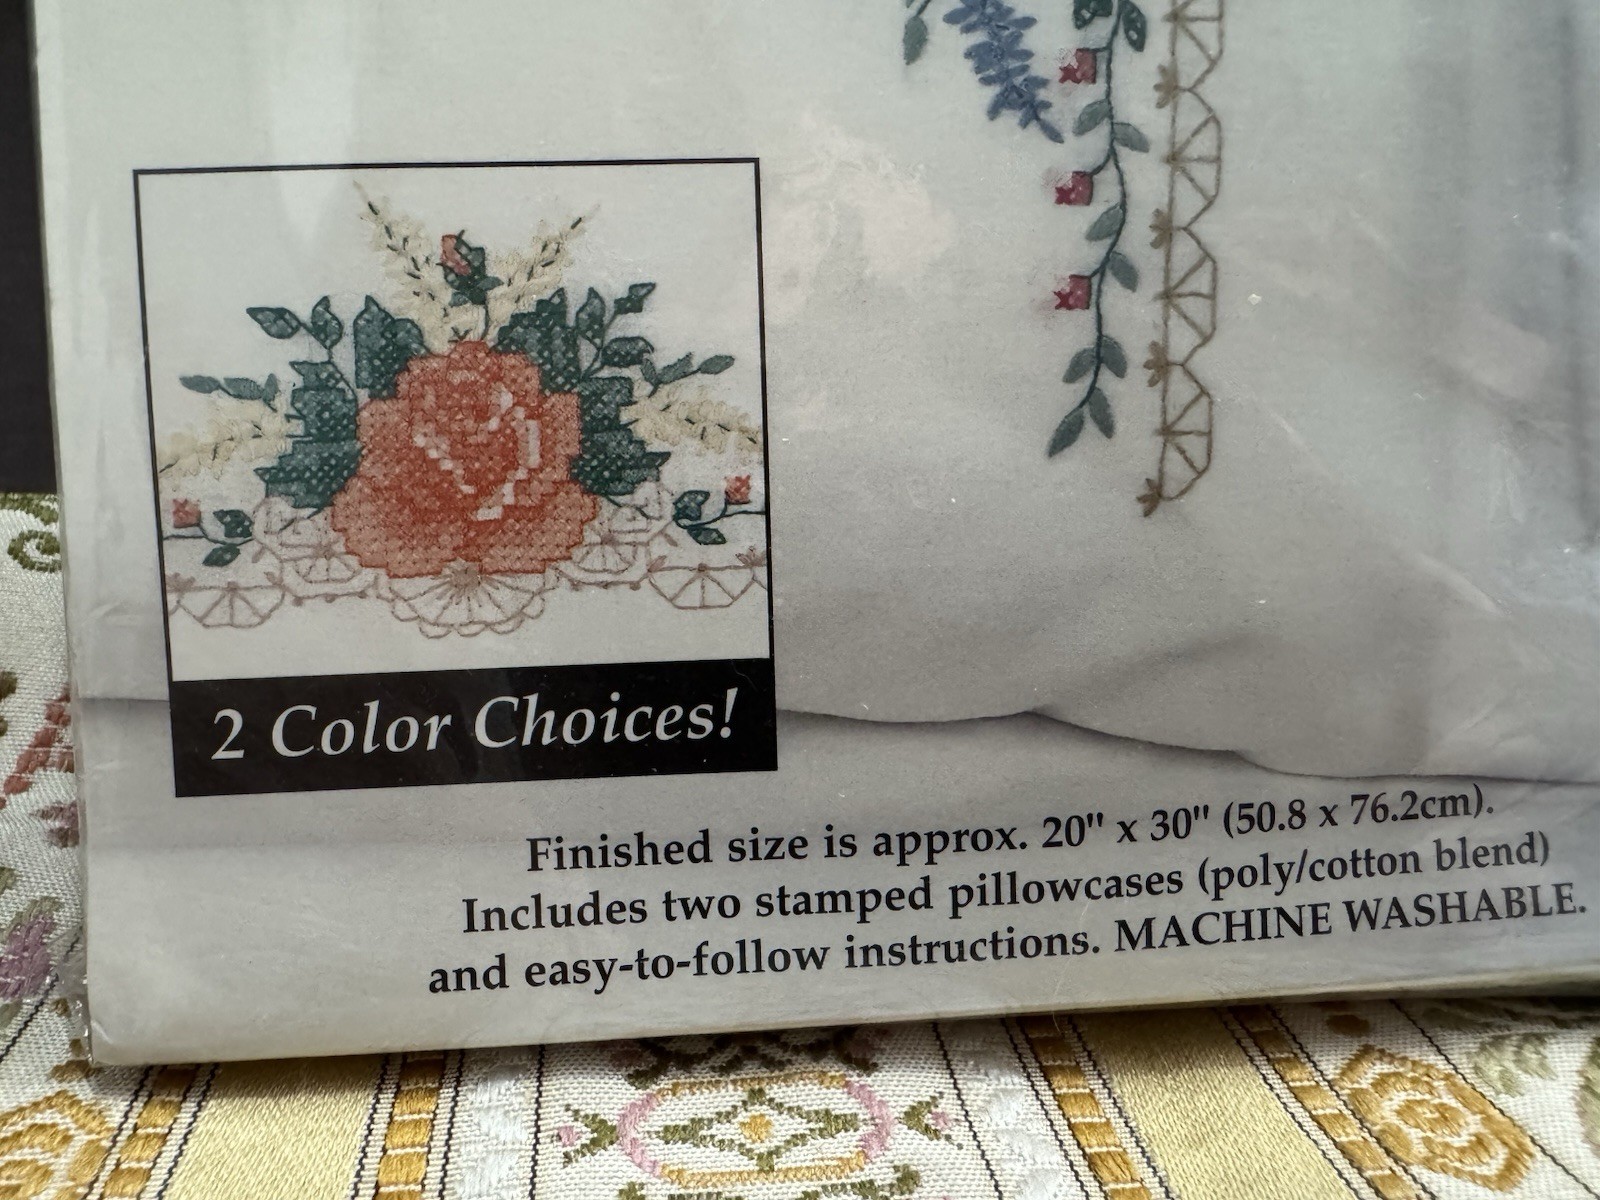 2 Color Choices!
Finished size is approx. 20" x 30" (50.8 x 76.2cm).
Includes two stamped pillowcases (poly/cotton blend)
and easy-to-follow instructions. MACHINE WASHABLE.